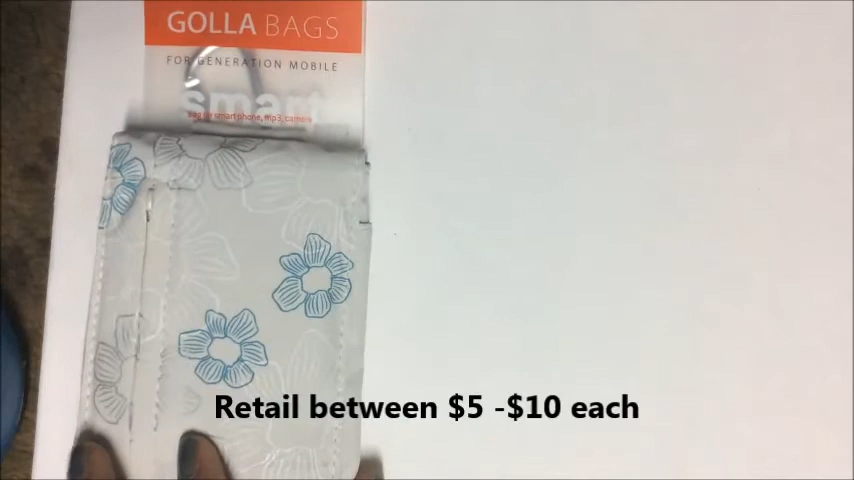 GOLLA BAGS
FOR GENERATION MOBILE
smart
bag for smart phone, mp3, camera
Retail between $5 -$10 each